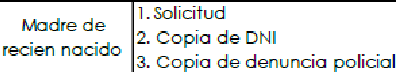 Madre de
recien nacido
1. Solicitud
2. Copia de DNI
3. Copia de denuncia policial